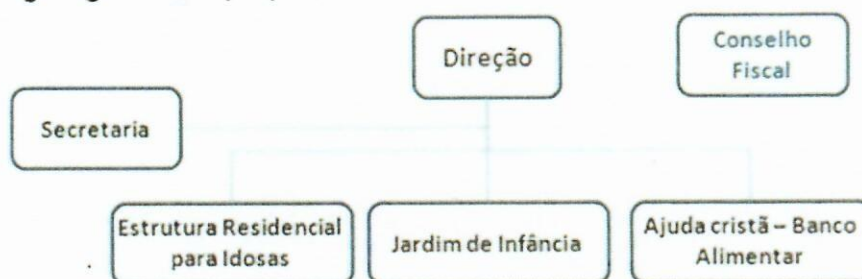 Direção
Conselho
Fiscal
Secretaria
Estrutura Residencial
para Idosas
Jardim de Infância
Ajuda cristã – Banco
Alimentar